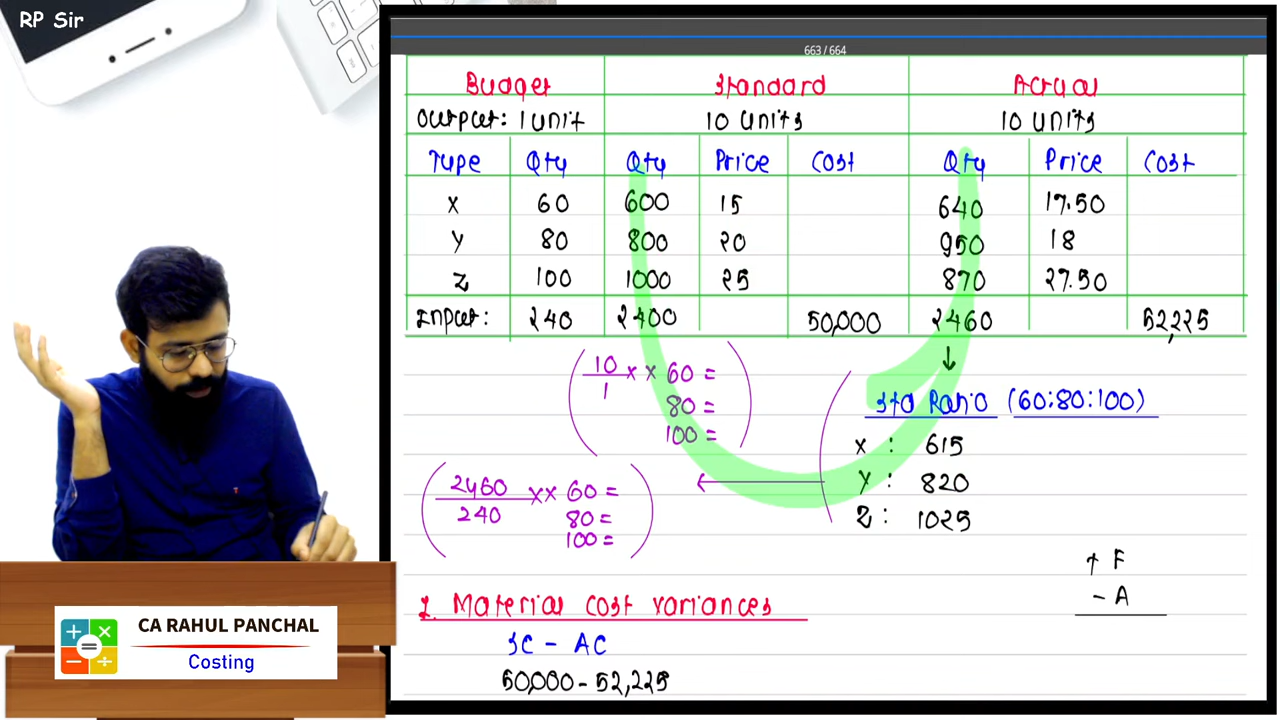 RP Sir
663 / 664
Budget Standard Actual
Output: 1 Unit 10 Units 10 Units
Type Qty Qty Price Cost Qty Price Cost
X 60 600 15 640 17.50
Y 80 800 20 950 18
Z 100 1000 25 870 27.50
Input: 240 2400 50,000 2460 52,225
10/1 x x 60 =
80 =
100 =
Std Ratio (60:80:100)
X : 615
Y : 820
Z : 1025
2460/240 xx 60 =
80 =
100 =
+ F
- A
1. Material Cost Variances
SC - AC
50,000 - 52,225
CA RAHUL PANCHAL
Costing